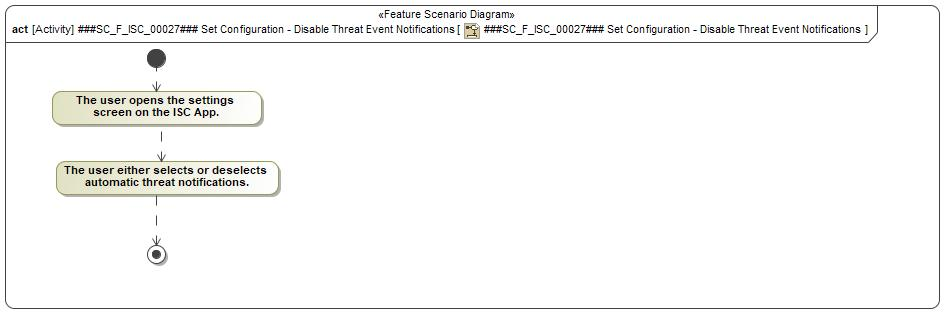 «Feature Scenario Diagram»
act [Activity] ###SC_F_ISC_00027### Set Configuration - Disable Threat Event Notifications [ ###SC_F_ISC_00027### Set Configuration - Disable Threat Event Notifications ]
The user opens the settings
screen on the ISC App.
The user either selects or deselects
automatic threat notifications.